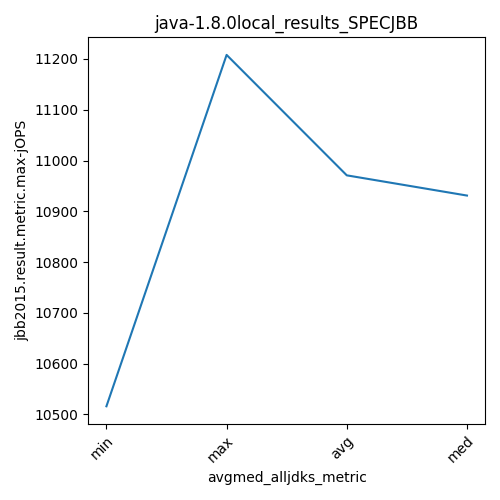 java-1.8.0local_results_SPECJBB
jbb2015.result.metric.max-jOPS
11200
11100
11000
10900
10800
10700
10600
10500
min
max
avg
med
avgmed_alljdks_metric